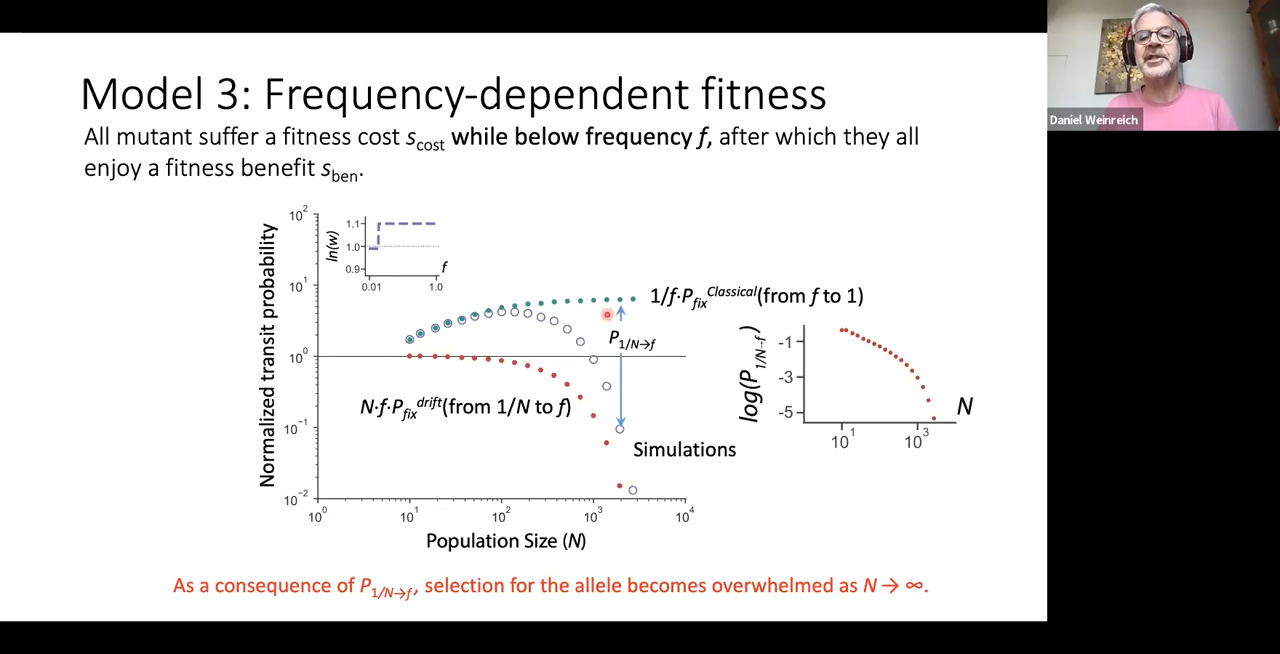 Model 3: Frequency-dependent fitness
All mutant suffer a fitness cost s_cost while below frequency f, after which they all
enjoy a fitness benefit s_ben.
Daniel Weinreich
Normalized transit probability
10^2
10^1
10^0
10^-1
10^-2
10^0
10^1
10^2
10^3
10^4
Population Size (N)
ln(w)
1.1
1.0
0.9
0.01
1.0
f
1/f·P_fix^Classical(from f to 1)
P_1/N→f
N·f·P_fix^drift(from 1/N to f)
Simulations
log(P_1/N→f)
-1
-3
-5
10^1
10^3
N
As a consequence of P_1/N→f, selection for the allele becomes overwhelmed as N → ∞.